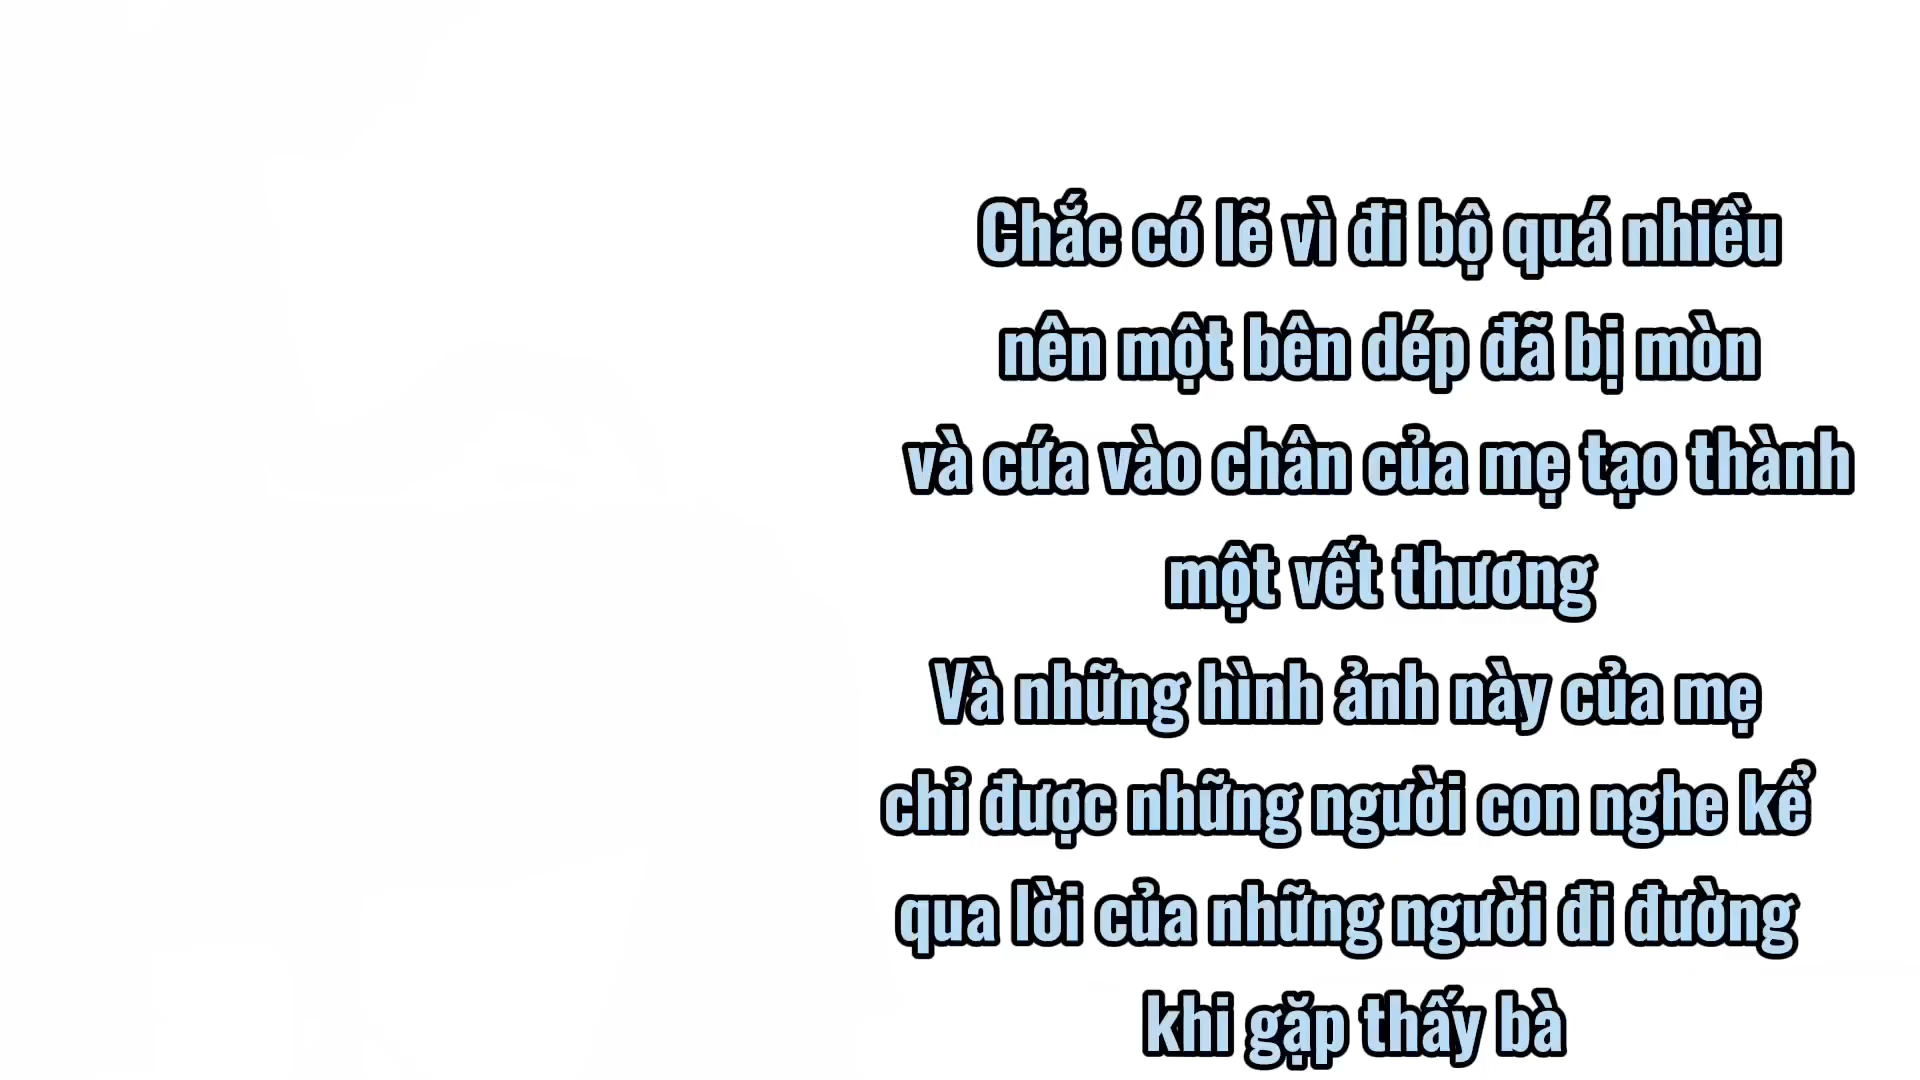 Chắc có lẽ vì đi bộ quá nhiều
nên một bên dép đã bị mòn
và cứa vào chân của mẹ tạo thành
một vết thương
Và những hình ảnh này của mẹ
chỉ được những người con nghe kể
qua lời của những người đi đường
khi gặp thấy bà